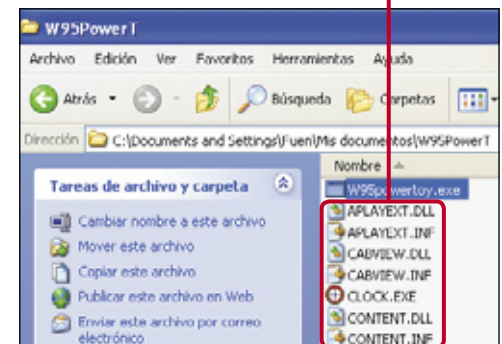 W95PowerT
Archivo Edición Ver Favoritos Herramientas Ayuda
Atrás Búsqueda Carpetas
Dirección C:\Documents and Settings\Fuen\Mis documentos\W95PowerT
Nombre
Tareas de archivo y carpeta
Cambiar nombre a este archivo
Mover este archivo
Copiar este archivo
Publicar este archivo en Web
Enviar este archivo por correo
electrónico
W95powertoy.exe
APLAYEXT.DLL
APLAYEXT.INF
CABVIEW.DLL
CABVIEW.INF
CLOCK.EXE
CONTENT.DLL
CONTENT.INF